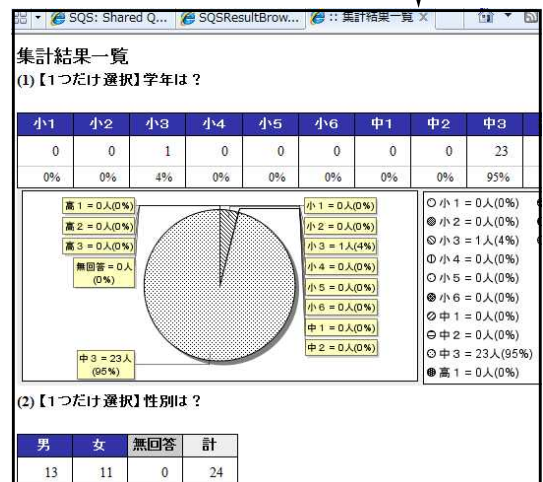 SQS: Shared Q...
SQSResultBrow...
:: 集計結果一覧
集計結果一覧
(1)【1つだけ選択】学年は？
小1 小2 小3 小4 小5 小6 中1 中2 中3
0 0 1 0 0 0 0 0 23
0% 0% 4% 0% 0% 0% 0% 0% 95%
高1 = 0人(0%)
高2 = 0人(0%)
高3 = 0人(0%)
無回答 = 0人
(0%)
中3 = 23人
(95%)
小1 = 0人(0%)
小2 = 0人(0%)
小3 = 1人(4%)
小4 = 0人(0%)
小5 = 0人(0%)
小6 = 0人(0%)
中1 = 0人(0%)
中2 = 0人(0%)
小1 = 0人(0%)
小2 = 0人(0%)
小3 = 1人(4%)
小4 = 0人(0%)
小5 = 0人(0%)
小6 = 0人(0%)
中1 = 0人(0%)
中2 = 0人(0%)
中3 = 23人(95%)
高1 = 0人(0%)
(2)【1つだけ選択】性別は？
男 女 無回答 計
13 11 0 24